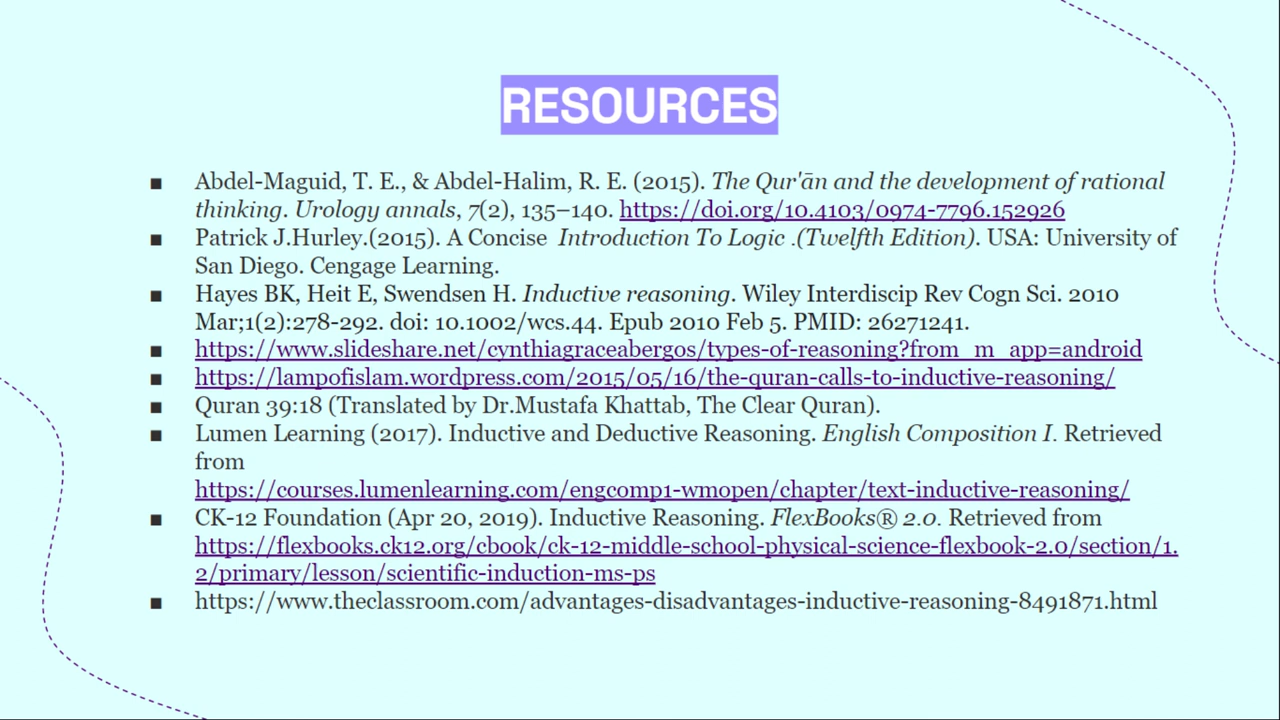 RESOURCES
▪ Abdel-Maguid, T. E., & Abdel-Halim, R. E. (2015). The Qur'ān and the development of rational
thinking. Urology annals, 7(2), 135–140. https://doi.org/10.4103/0974-7796.152926
▪ Patrick J.Hurley.(2015). A Concise  Introduction To Logic .(Twelfth Edition). USA: University of
San Diego. Cengage Learning.
▪ Hayes BK, Heit E, Swendsen H. Inductive reasoning. Wiley Interdiscip Rev Cogn Sci. 2010
Mar;1(2):278-292. doi: 10.1002/wcs.44. Epub 2010 Feb 5. PMID: 26271241.
▪ https://www.slideshare.net/cynthiagraceabergos/types-of-reasoning?from_m_app=android
▪ https://lampofislam.wordpress.com/2015/05/16/the-quran-calls-to-inductive-reasoning/
▪ Quran 39:18 (Translated by Dr.Mustafa Khattab, The Clear Quran).
▪ Lumen Learning (2017). Inductive and Deductive Reasoning. English Composition I. Retrieved
from
https://courses.lumenlearning.com/engcomp1-wmopen/chapter/text-inductive-reasoning/
▪ CK-12 Foundation (Apr 20, 2019). Inductive Reasoning. FlexBooks® 2.0. Retrieved from
https://flexbooks.ck12.org/cbook/ck-12-middle-school-physical-science-flexbook-2.0/section/1.
2/primary/lesson/scientific-induction-ms-ps
▪ https://www.theclassroom.com/advantages-disadvantages-inductive-reasoning-8491871.html